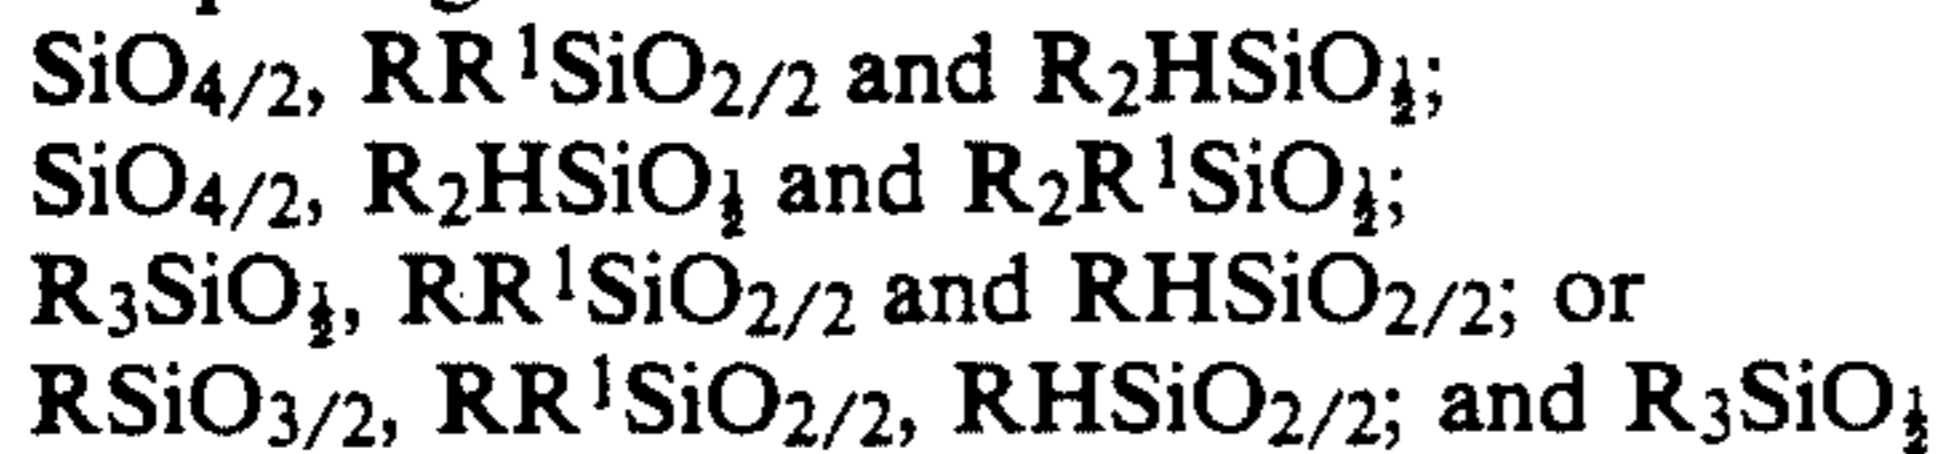 SiO₄/₂, RR¹SiO₂/₂ and R₂HSiO½;
SiO₄/₂, R₂HSiO½ and R₂R¹SiO½;
R₃SiO½, RR¹SiO₂/₂ and RHSiO₂/₂; or
RSiO₃/₂, RR¹SiO₂/₂, RHSiO₂/₂; and R₃SiO½